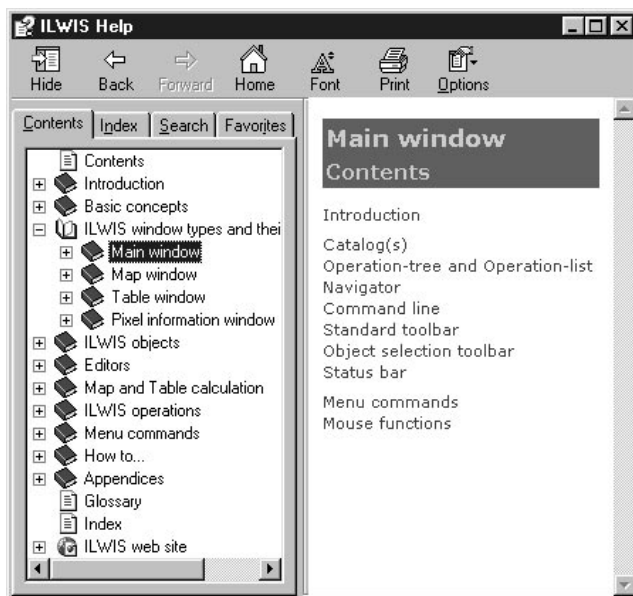 ILWIS Help
Hide Back Forward Home Font Print Options
Contents Index Search Favorites
Contents
Introduction
Basic concepts
ILWIS window types and thei
Main window
Map window
Table window
Pixel information window
ILWIS objects
Editors
Map and Table calculation
ILWIS operations
Menu commands
How to...
Appendices
Glossary
Index
ILWIS web site
Main window
Contents
Introduction
Catalog(s)
Operation-tree and Operation-list
Navigator
Command line
Standard toolbar
Object selection toolbar
Status bar
Menu commands
Mouse functions